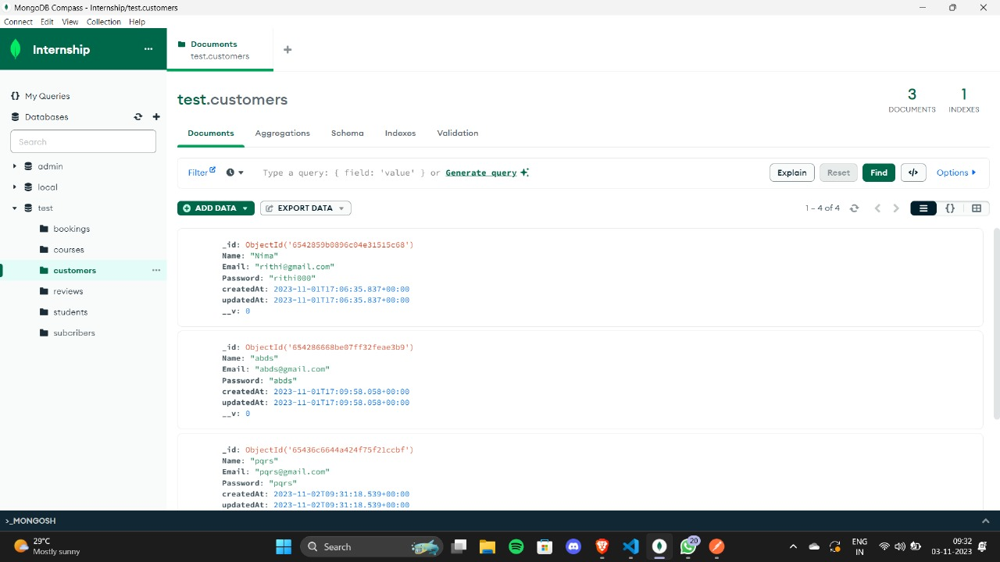 MongoDB Compass - Internship/test.customers
Connect Edit View Collection Help
Internship
Documents
test.customers
My Queries
Databases
Search
admin
local
test
bookings
courses
customers
reviews
students
subcribers
test.customers
3
DOCUMENTS
1
INDEXES
Documents Aggregations Schema Indexes Validation
Filter Type a query: { field: 'value' } or Generate query Explain Reset Find </> Options
ADD DATA EXPORT DATA 1 – 4 of 4 {}
_id: ObjectId('6542859b0896c04e31515c68')
Name: "Nima"
Email: "rithi@gmail.com"
Password: "rithi000"
createdAt: 2023-11-01T17:06:35.837+00:00
updatedAt: 2023-11-01T17:06:35.837+00:00
__v: 0
_id: ObjectId('654286668be07ff32feae3b9')
Name: "abds"
Email: "abds@gmail.com"
Password: "abds"
createdAt: 2023-11-01T17:09:58.058+00:00
updatedAt: 2023-11-01T17:09:58.058+00:00
__v: 0
_id: ObjectId('65436c6644a424f75f21ccbf')
Name: "pqrs"
Email: "pqrs@gmail.com"
Password: "pqrs"
createdAt: 2023-11-02T09:31:18.539+00:00
updatedAt: 2023-11-02T09:31:18.539+00:00
>_MONGOSH
29°C
Mostly sunny
Search
20
ENG
IN
09:32
03-11-2023